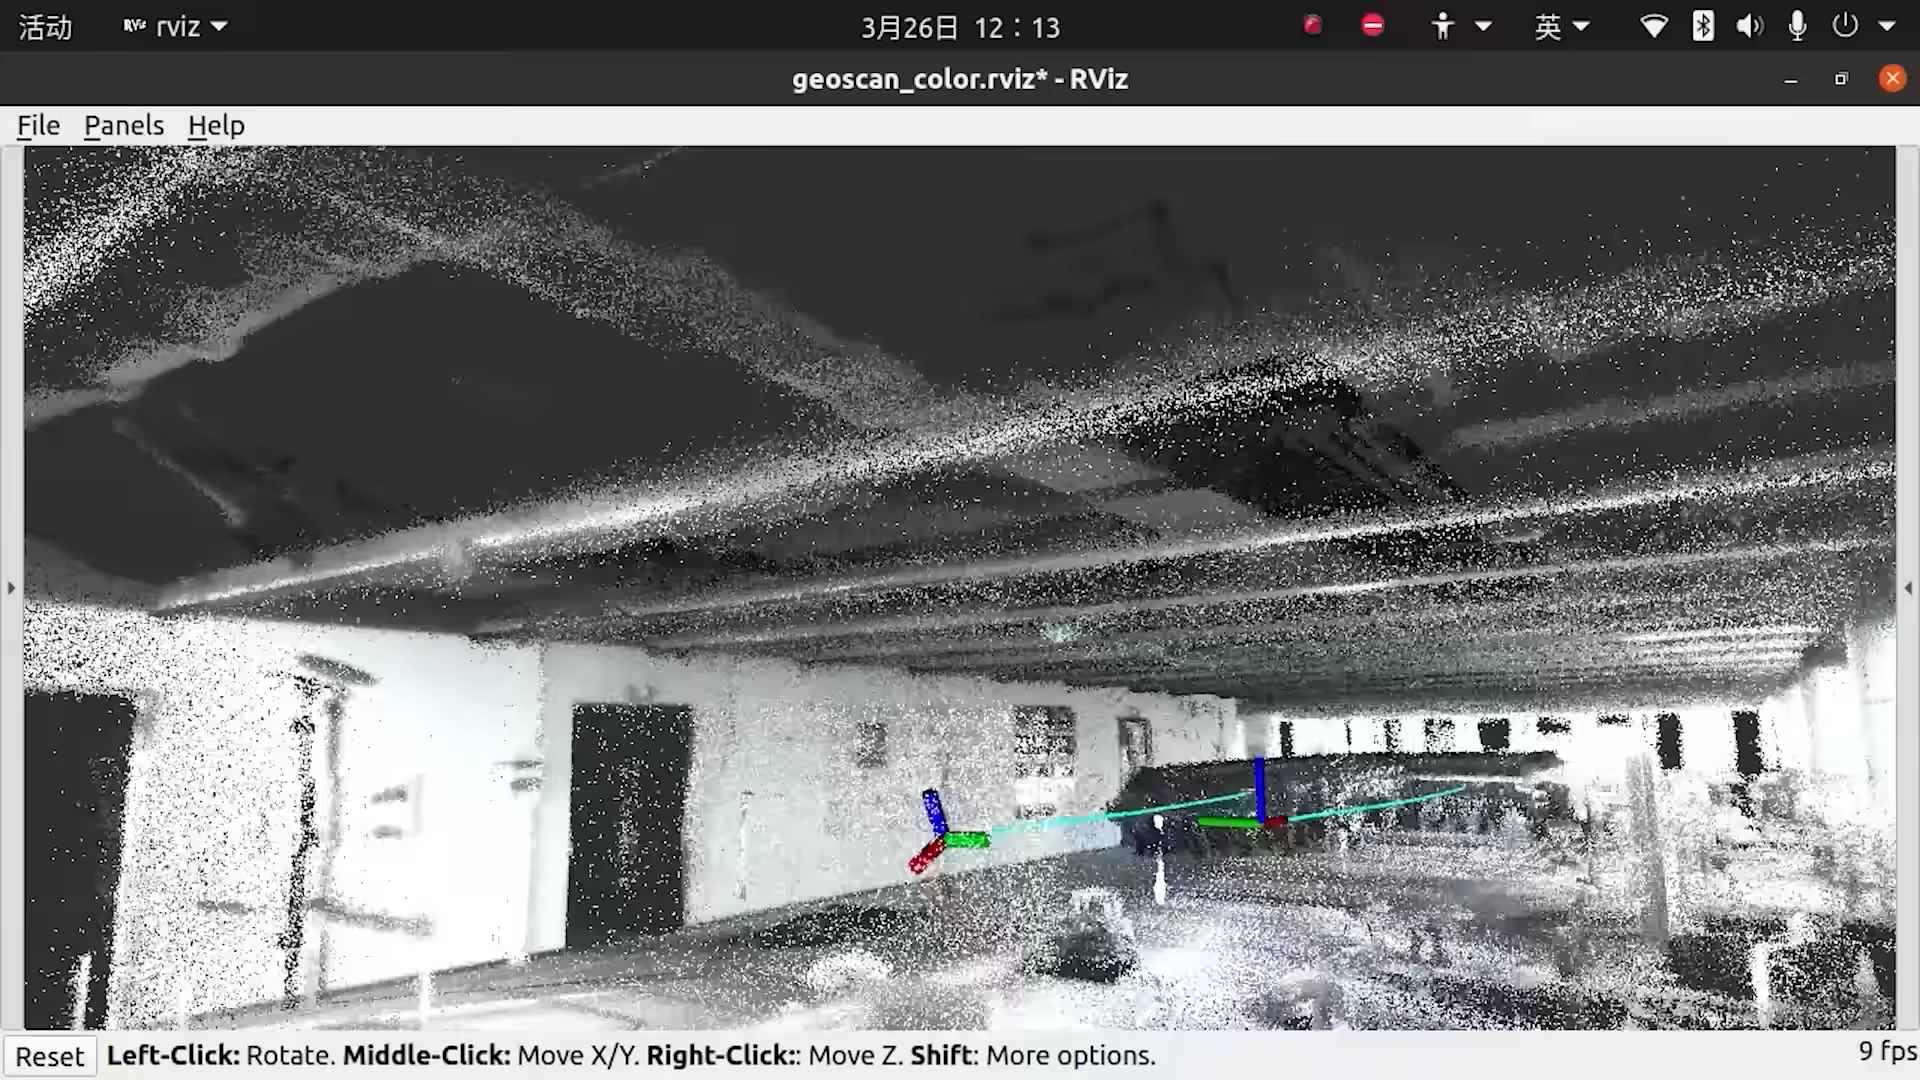 活动
RViz rviz
3月26日 12：13
英
geoscan_color.rviz* - RViz
File Panels Help
Reset Left-Click: Rotate. Middle-Click: Move X/Y. Right-Click:: Move Z. Shift: More options.
9 fps